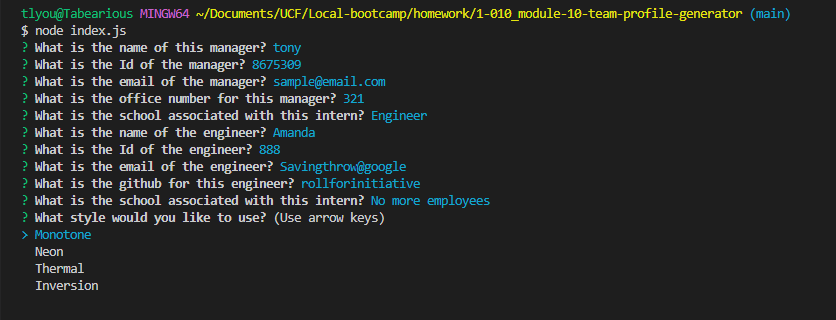 tlyou@Tabearious MINGW64 ~/Documents/UCF/Local-bootcamp/homework/1-010_module-10-team-profile-generator (main)
$ node index.js
? What is the name of this manager? tony
? What is the Id of the manager? 8675309
? What is the email of the manager? sample@email.com
? What is the office number for this manager? 321
? What is the school associated with this intern? Engineer
? What is the name of the engineer? Amanda
? What is the Id of the engineer? 888
? What is the email of the engineer? Savingthrow@google
? What is the github for this engineer? rollforinitiative
? What is the school associated with this intern? No more employees
? What style would you like to use? (Use arrow keys)
> Monotone
  Neon
  Thermal
  Inversion